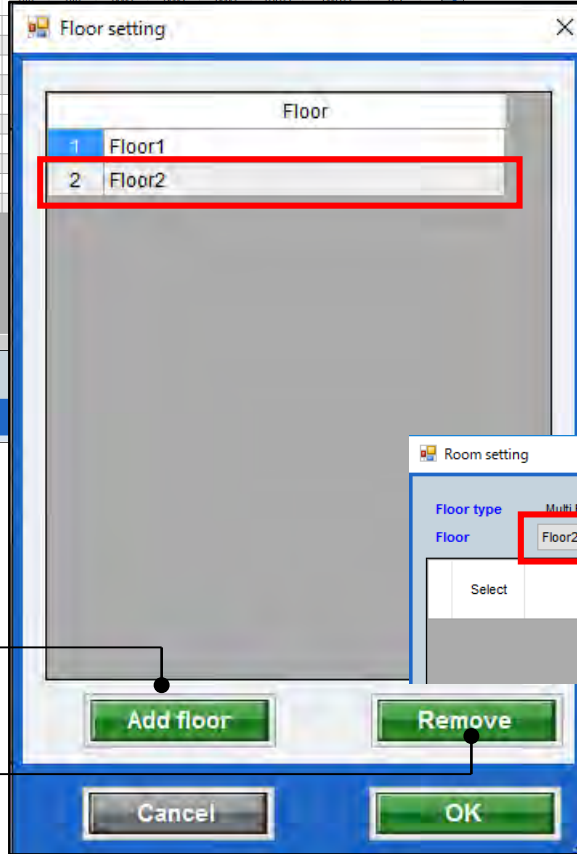 Floor setting
Floor
1 Floor1
2 Floor2
Room setting
Floor type Multi
Floor Floor2
Select
Add floor Remove
Cancel OK